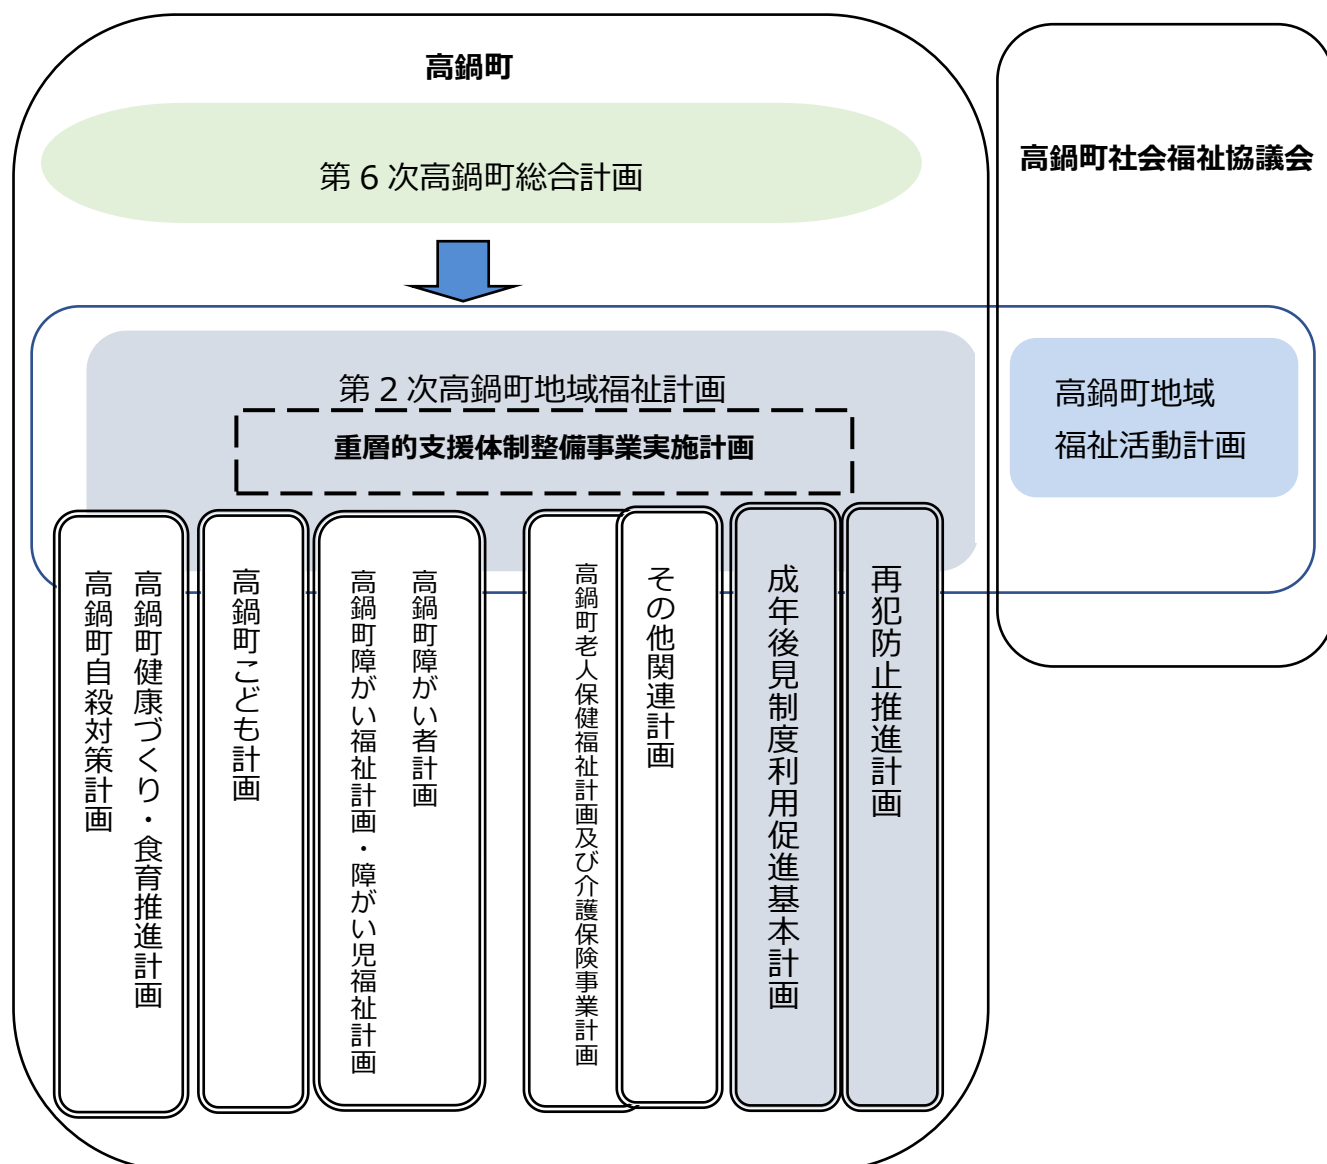 高鍋町
第6次高鍋町総合計画
高鍋町社会福祉協議会
第2次高鍋町地域福祉計画
重層的支援体制整備事業実施計画
高鍋町地域
福祉活動計画
高鍋町健康づくり・食育推進計画
高鍋町自殺対策計画
高鍋町こども計画
高鍋町障がい者計画
高鍋町障がい福祉計画・障がい児福祉計画
高鍋町老人保健福祉計画及び介護保険事業計画
その他関連計画
成年後見制度利用促進基本計画
再犯防止推進計画